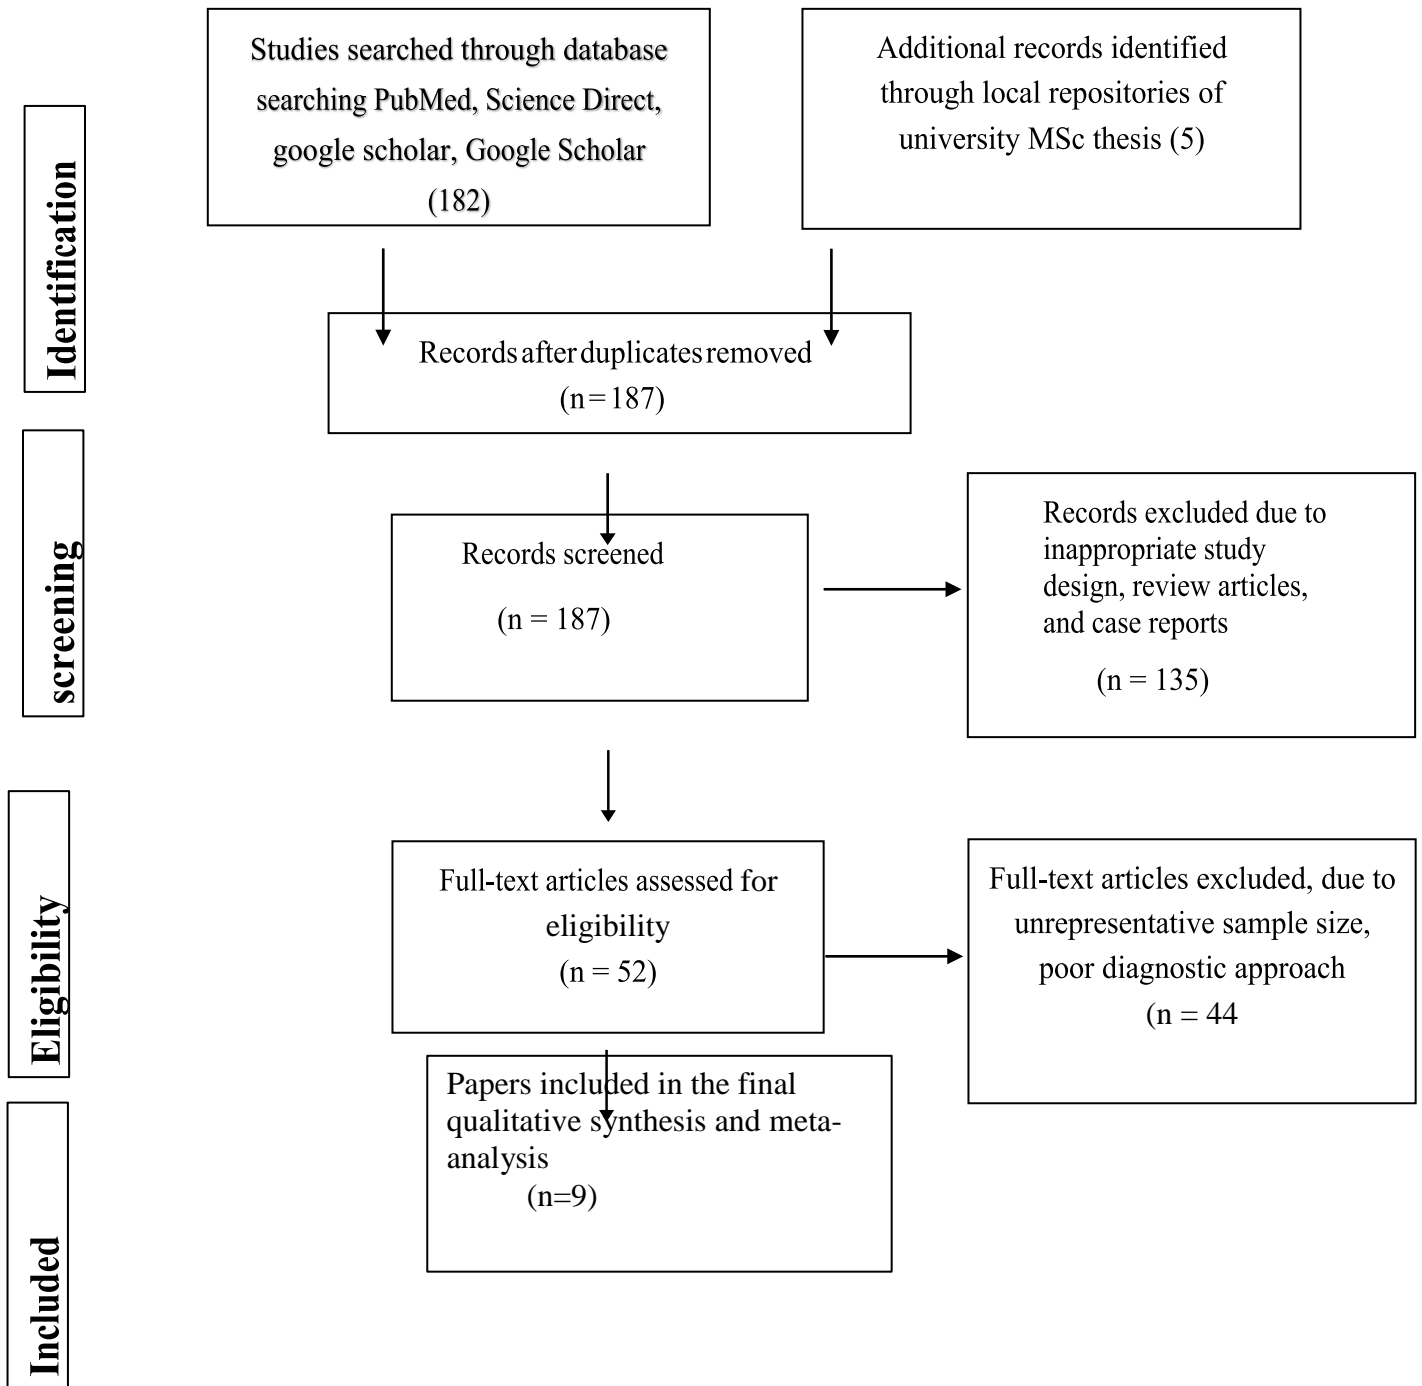 Identification
Studies searched through database
searching PubMed, Science Direct,
google scholar, Google Scholar
(182)
Additional records identified
through local repositories of
university MSc thesis (5)
Records after duplicates removed
(n = 187)
screening
Records screened
(n = 187)
Records excluded due to
inappropriate study
design, review articles,
and case reports
(n = 135)
Eligibility
Full-text articles assessed for
eligibility
(n = 52)
Full-text articles excluded, due to
unrepresentative sample size,
poor diagnostic approach
(n = 44
Included
Papers included in the final
qualitative synthesis and meta-
analysis
(n=9)